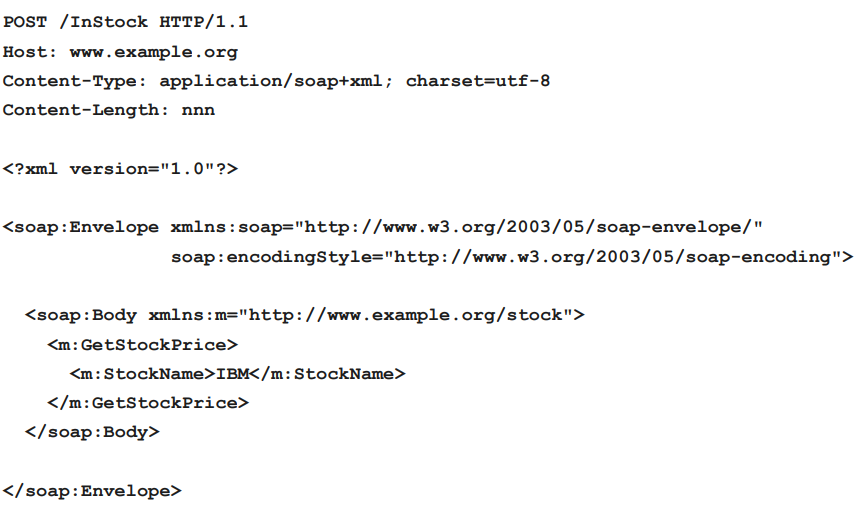 POST /InStock HTTP/1.1
Host: www.example.org
Content-Type: application/soap+xml; charset=utf-8
Content-Length: nnn
<?xml version="1.0"?>
<soap:Envelope xmlns:soap="http://www.w3.org/2003/05/soap-envelope/"
soap:encodingStyle="http://www.w3.org/2003/05/soap-encoding">
<soap:Body xmlns:m="http://www.example.org/stock">
<m:GetStockPrice>
<m:StockName>IBM</m:StockName>
</m:GetStockPrice>
</soap:Body>
</soap:Envelope>